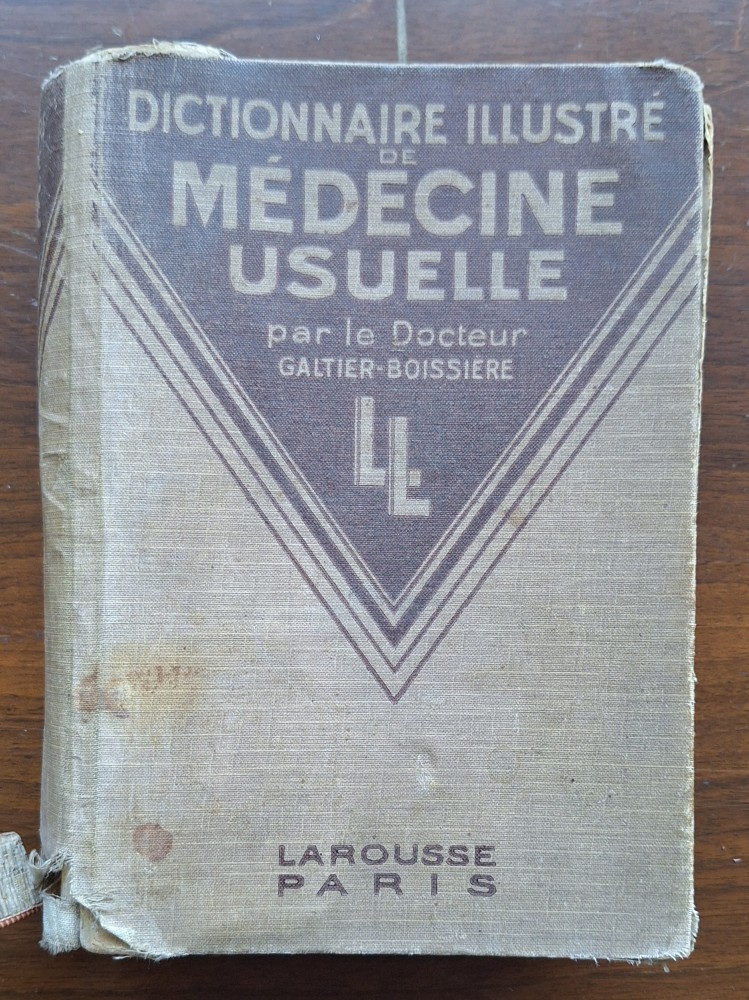 DICTIONNAIRE ILLUSTRÉ
DE
MÉDECINE
USUELLE
par le Docteur
GALTIER-BOISSIÈRE
LL
LAROUSSE
PARIS